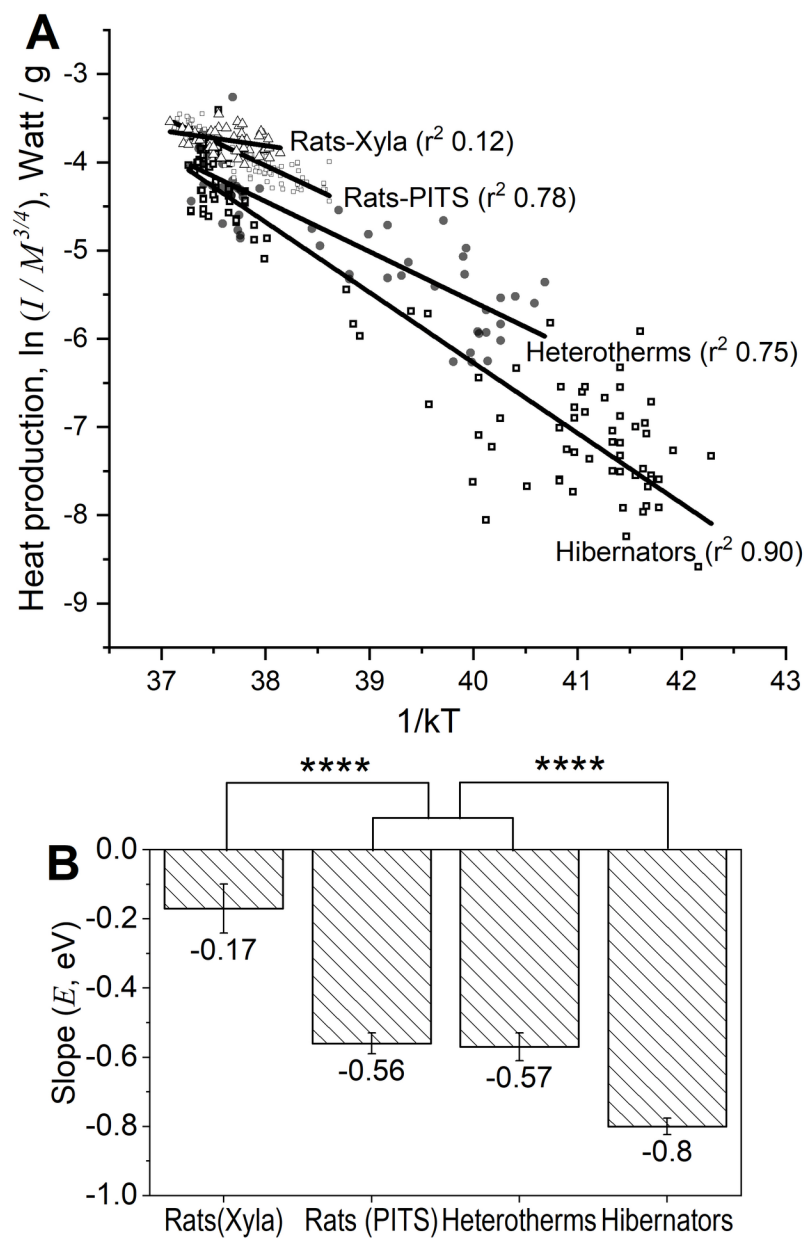 A
Heat production, ln (I / M^3/4), Watt / g
-3
-4
-5
-6
-7
-8
-9
Rats-Xyla (r² 0.12)
Rats-PITS (r² 0.78)
Heterotherms (r² 0.75)
Hibernators (r² 0.90)
37 38 39 40 41 42 43
1/kT
**** ****
B
Slope (E, eV)
0.0
-0.2
-0.4
-0.6
-0.8
-1.0
-0.17
-0.56
-0.57
-0.8
Rats(Xyla) Rats (PITS) Heterotherms Hibernators